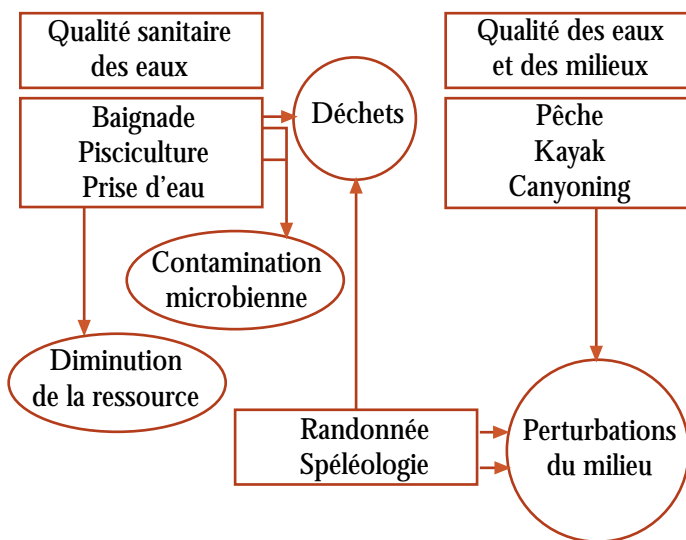 Qualité sanitaire
des eaux
Qualité des eaux
et des milieux
Baignade
Pisciculture
Prise d'eau
Déchets
Pêche
Kayak
Canyoning
Contamination
microbienne
Diminution
de la ressource
Randonnée
Spéléologie
Perturbations
du milieu